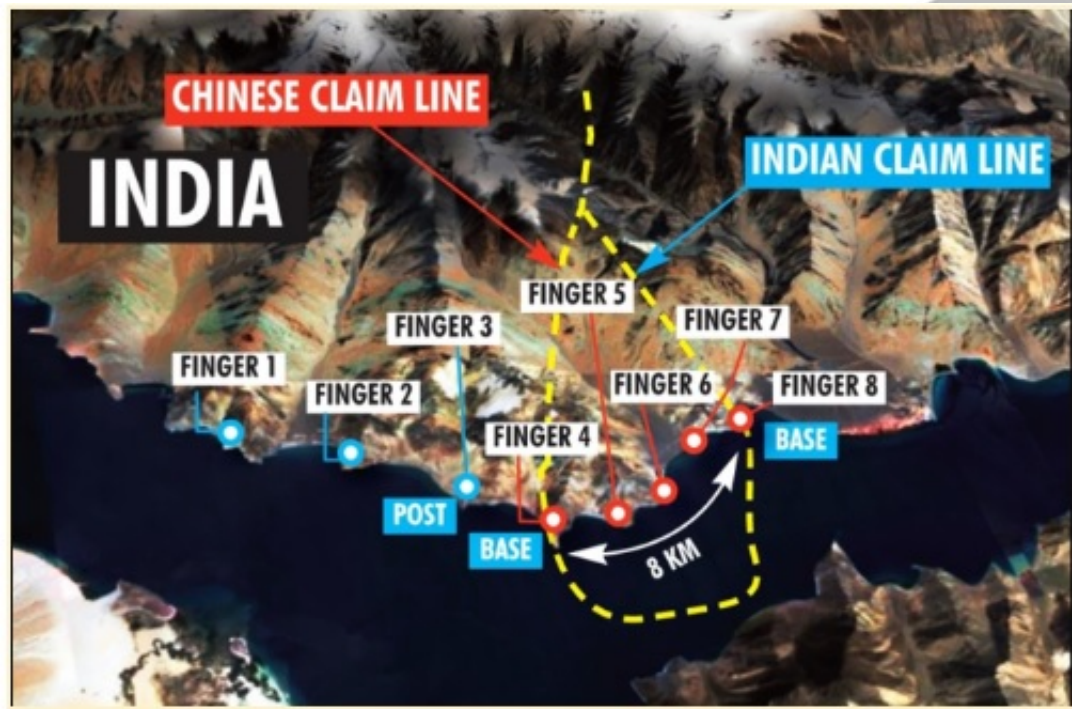 CHINESE CLAIM LINE
INDIAN CLAIM LINE
INDIA
FINGER 5
FINGER 3
FINGER 7
FINGER 1
FINGER 2
FINGER 6
FINGER 8
FINGER 4
BASE
POST
BASE
8 KM